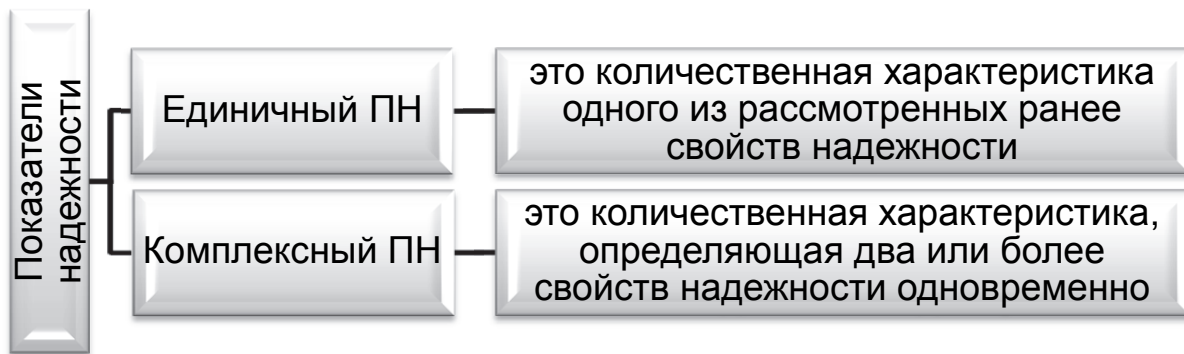 Показатели
надежности
Единичный ПН
это количественная характеристика
одного из рассмотренных ранее
свойств надежности
Комплексный ПН
это количественная характеристика,
определяющая два или более
свойств надежности одновременно